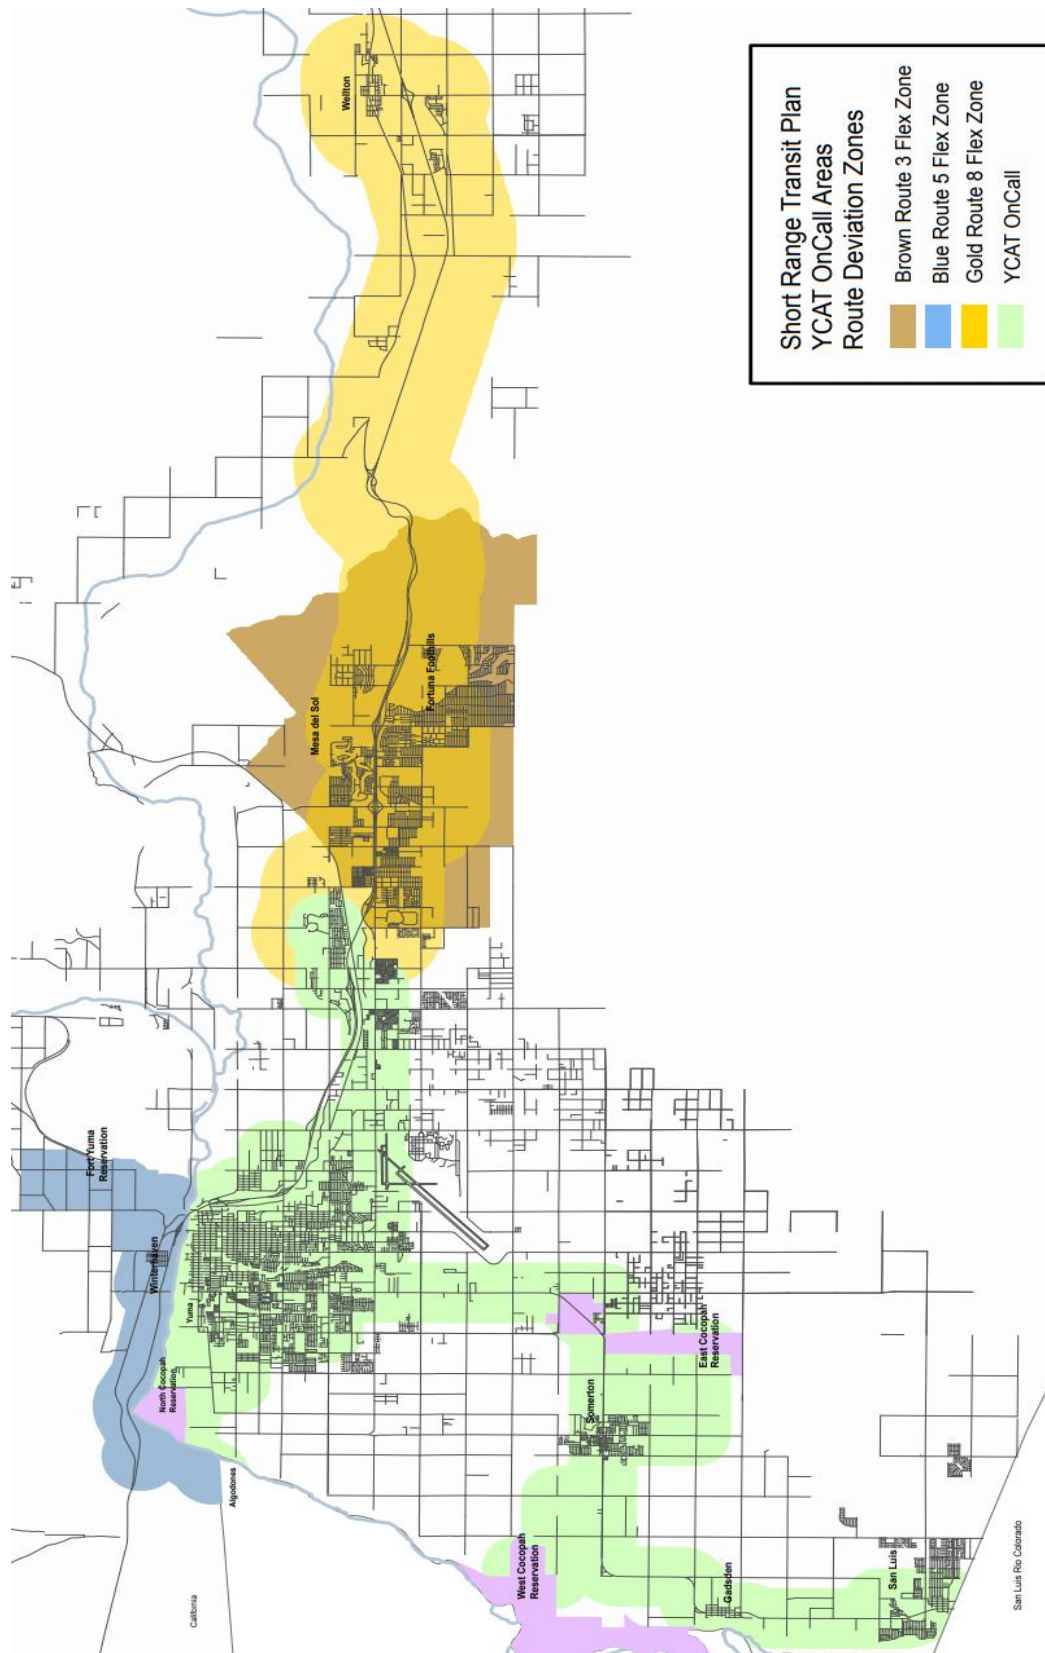 Short Range Transit Plan
YCAT OnCall Areas
Route Deviation Zones
Brown Route 3 Flex Zone
Blue Route 5 Flex Zone
Gold Route 8 Flex Zone
YCAT OnCall
California
Algodones
North Cocopah
Reservation
Yuma
Winterhaven
Fort Yuma
Reservation
Mesa del Sol
Fortuna Foothills
Wellton
West Cocopah
Reservation
Somerton
East Cocopah
Reservation
Gadsden
San Luis
San Luis Rio Colorado